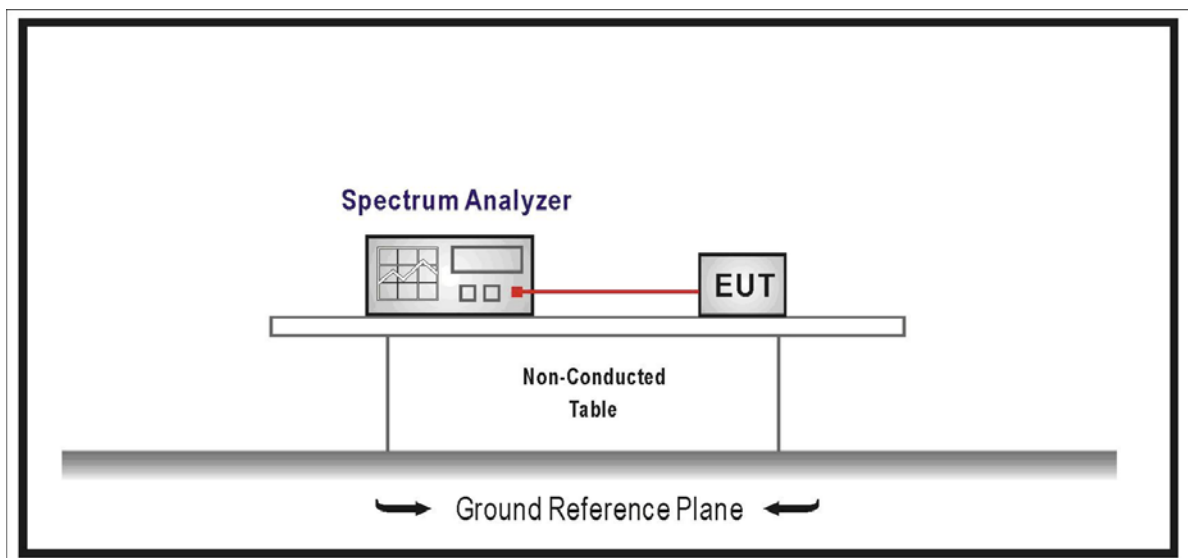 Spectrum Analyzer
EUT
Non-Conducted
Table
Ground Reference Plane